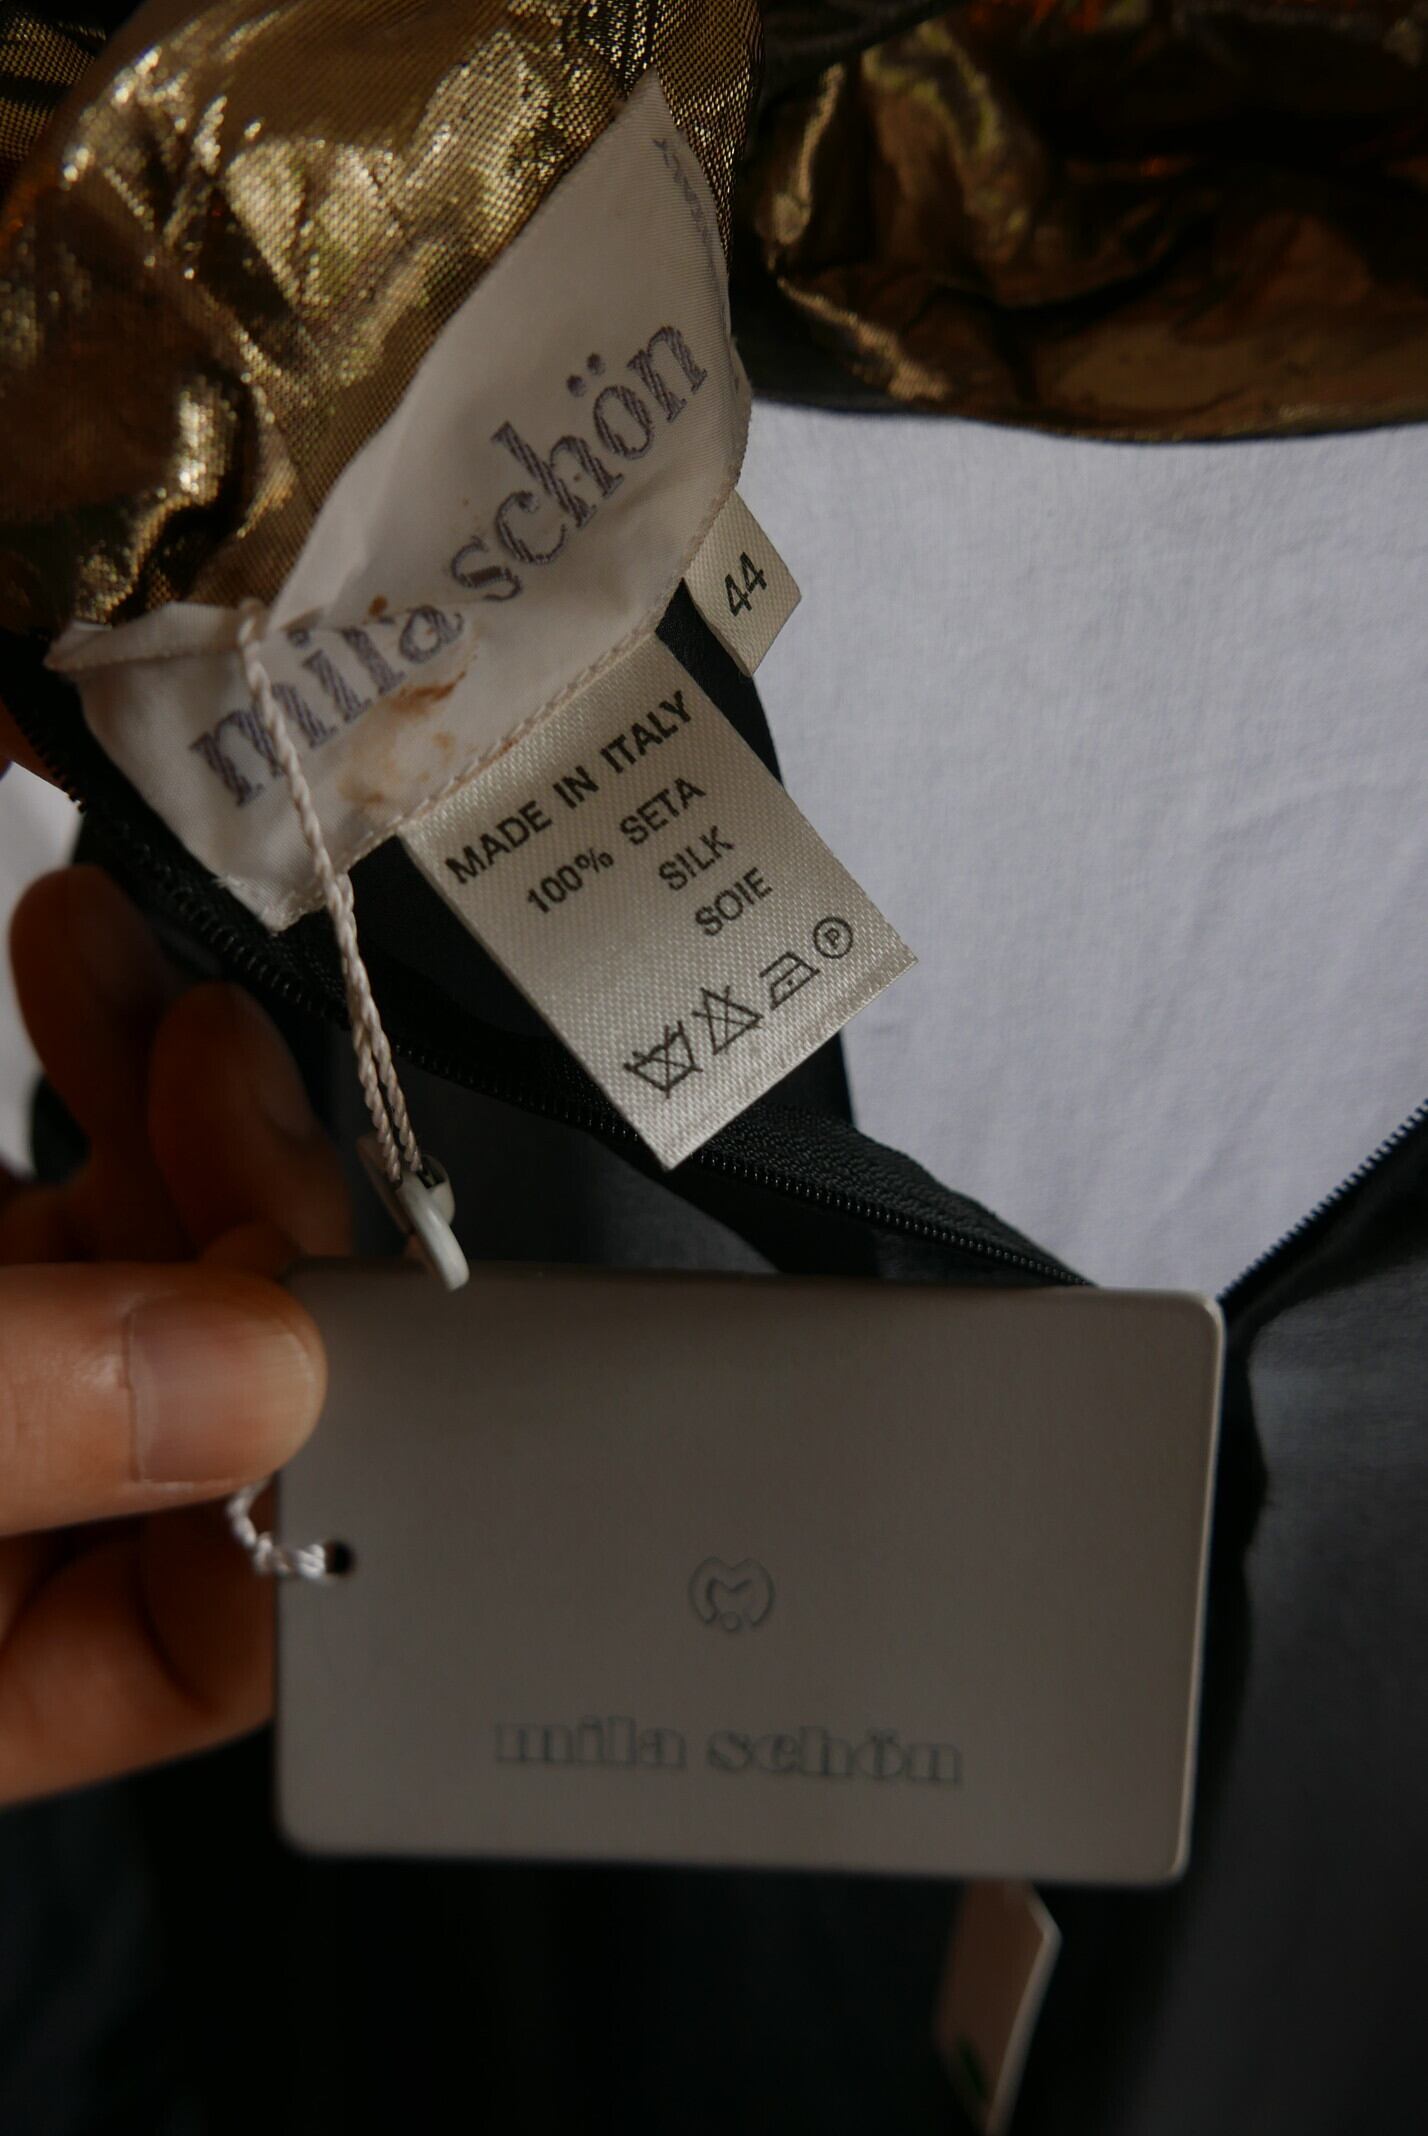 mila schön
44
MADE IN ITALY
100% SETA
SILK
SOIE
P
mila schön